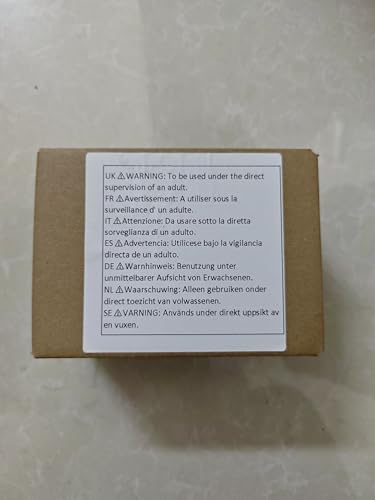 UK ⚠WARNING: To be used under the direct
supervision of an adult.
FR ⚠Avertissement: A utiliser sous la
surveillance d' un adulte.
IT ⚠Attenzione: Da usare sotto la diretta
sorveglianza di un adulto.
ES ⚠Advertencia: Utilicese bajo la vigilancia
directa de un adulto.
DE ⚠Warnhinweis: Benutzung unter
unmittelbarer Aufsicht von Erwachsenen.
NL ⚠Waarschuwing: Alleen gebruiken onder
direct toezicht van volwassenen.
SE ⚠VARNING: Används under direkt uppsikt av
en vuxen.